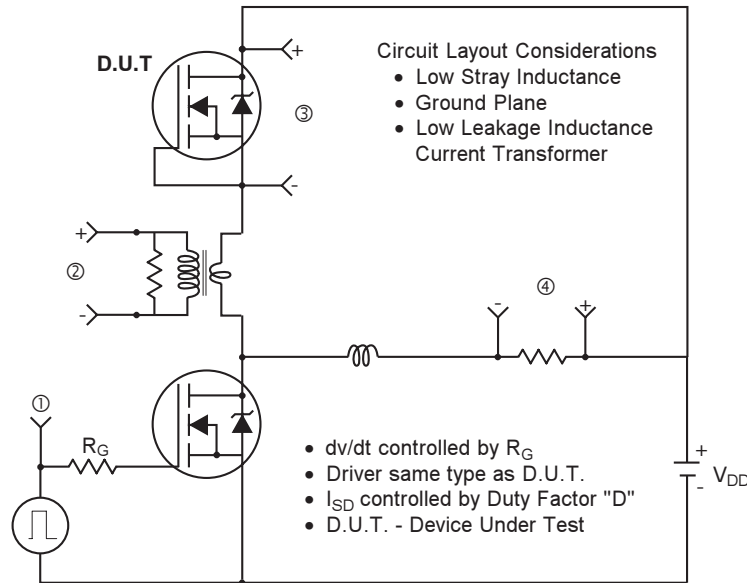 D.U.T
+
-
③
Circuit Layout Considerations
• Low Stray Inductance
• Ground Plane
• Low Leakage Inductance
Current Transformer
+
②
-
④
-
+
①
R_G
• dv/dt controlled by R_G
• Driver same type as D.U.T.
• I_SD controlled by Duty Factor "D"
• D.U.T. - Device Under Test
+
-
V_DD